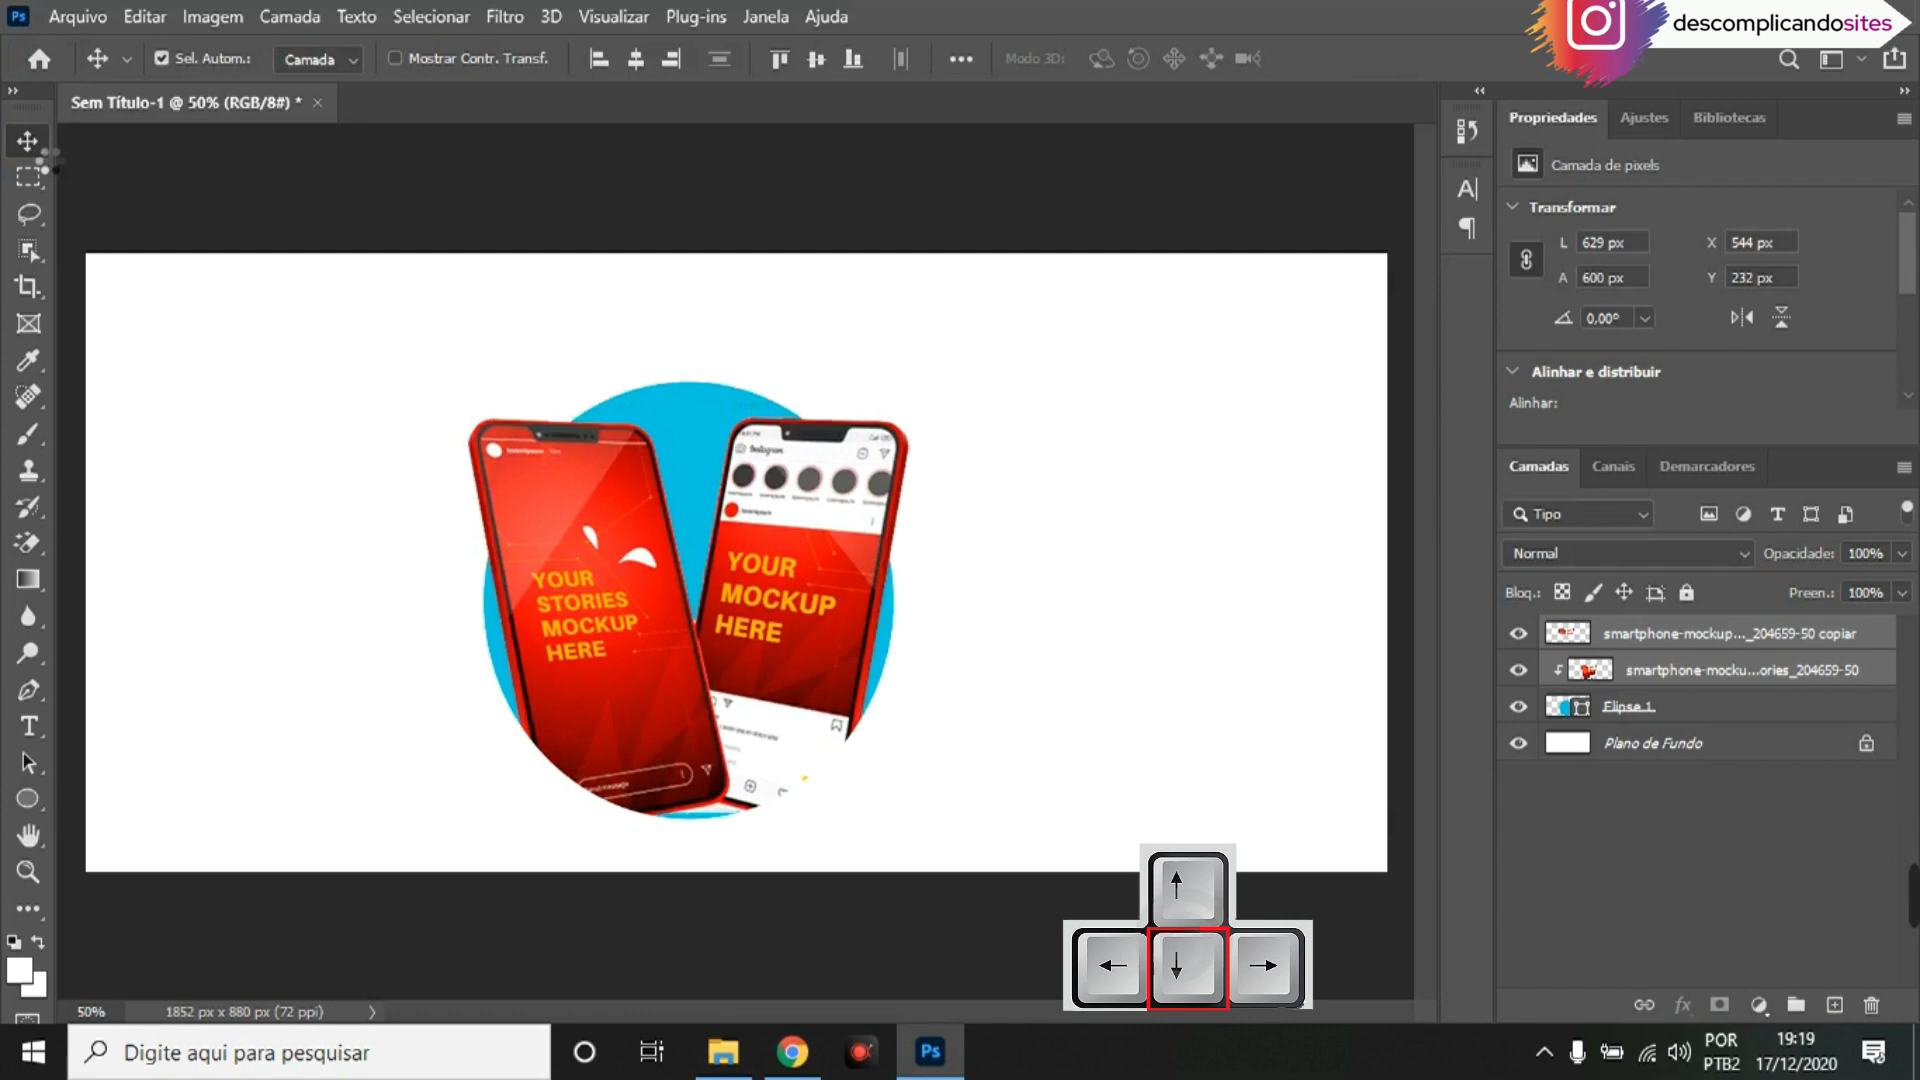 Ps Arquivo Editar Imagem Camada Texto Selecionar Filtro 3D Visualizar Plug-ins Janela Ajuda
descomplicandosites
Sel. Autom.: Camada Mostrar Contr. Transf. Modo 3D:
Sem Título-1 @ 50% (RGB/8#) *
Propriedades Ajustes Bibliotecas
Camada de pixels
Transformar
L 629 px X 544 px
A 600 px Y 232 px
0,00º
Alinhar e distribuir
Alinhar:
Camadas Canais Demarcadores
Tipo
Normal Opacidade: 100%
Bloq.: Preen.: 100%
smartphone-mockup..._204659-50 copiar
smartphone-mocku...ories_204659-50
Elipse 1
Plano de Fundo
Instagram
YOUR
STORIES
MOCKUP
HERE
YOUR
MOCKUP
HERE
50% 1852 px x 880 px (72 ppi)
Digite aqui para pesquisar
Ps
POR
PTB2
19:19
17/12/2020